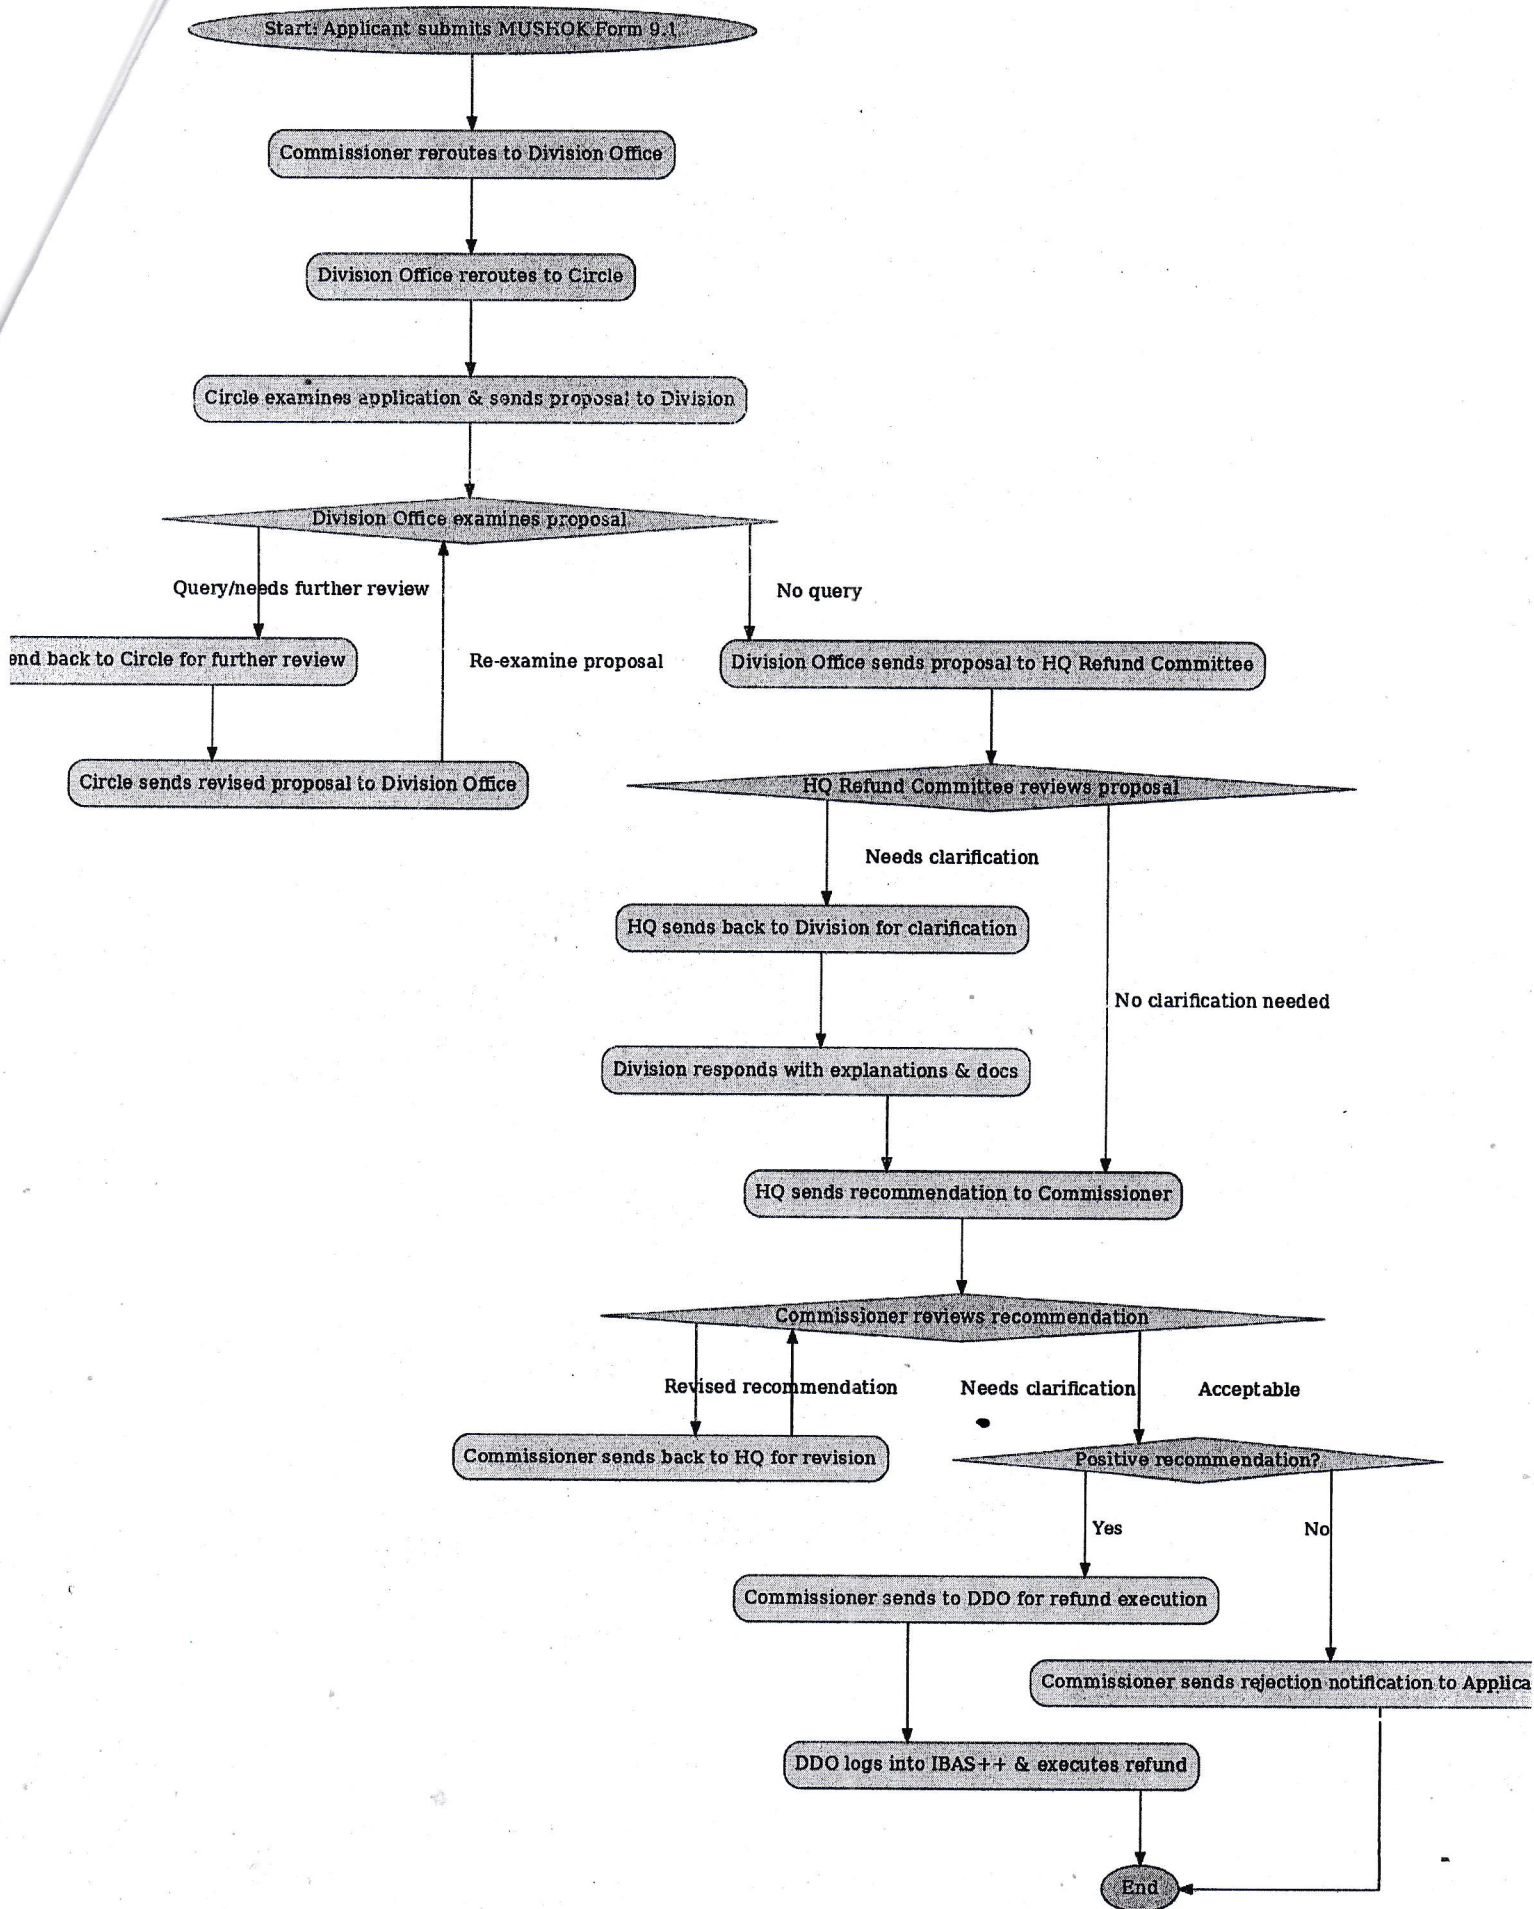 Start: Applicant submits MUSHOK Form 9.1
Commissioner reroutes to Division Office
Division Office reroutes to Circle
Circle examines application & sends proposal to Division
Division Office examines proposal
Query/needs further review
No query
end back to Circle for further review
Re-examine proposal
Division Office sends proposal to HQ Refund Committee
Circle sends revised proposal to Division Office
HQ Refund Committee reviews proposal
Needs clarification
HQ sends back to Division for clarification
No clarification needed
Division responds with explanations & docs
HQ sends recommendation to Commissioner
Commissioner reviews recommendation
Revised recommendation
Needs clarification
Acceptable
Commissioner sends back to HQ for revision
Positive recommendation?
Yes
No
Commissioner sends to DDO for refund execution
Commissioner sends rejection notification to Applica
DDO logs into IBAS++ & executes refund
End